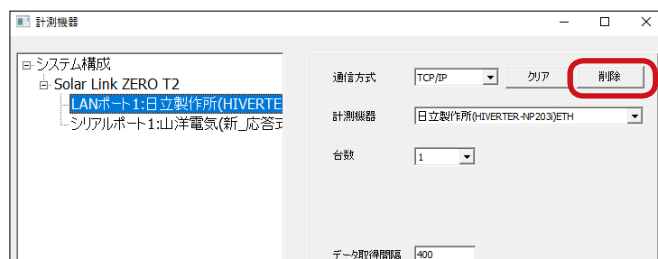 計測機器
システム構成
Solar Link ZERO T2
LANポート1:日立製作所(HIVERTE
シリアルポート1:山洋電気(新_応答式
通信方式 TCP/IP クリア 削除
計測機器 日立製作所(HIVERTER-NP203i)ETH
台数 1
データ取得間隔 400